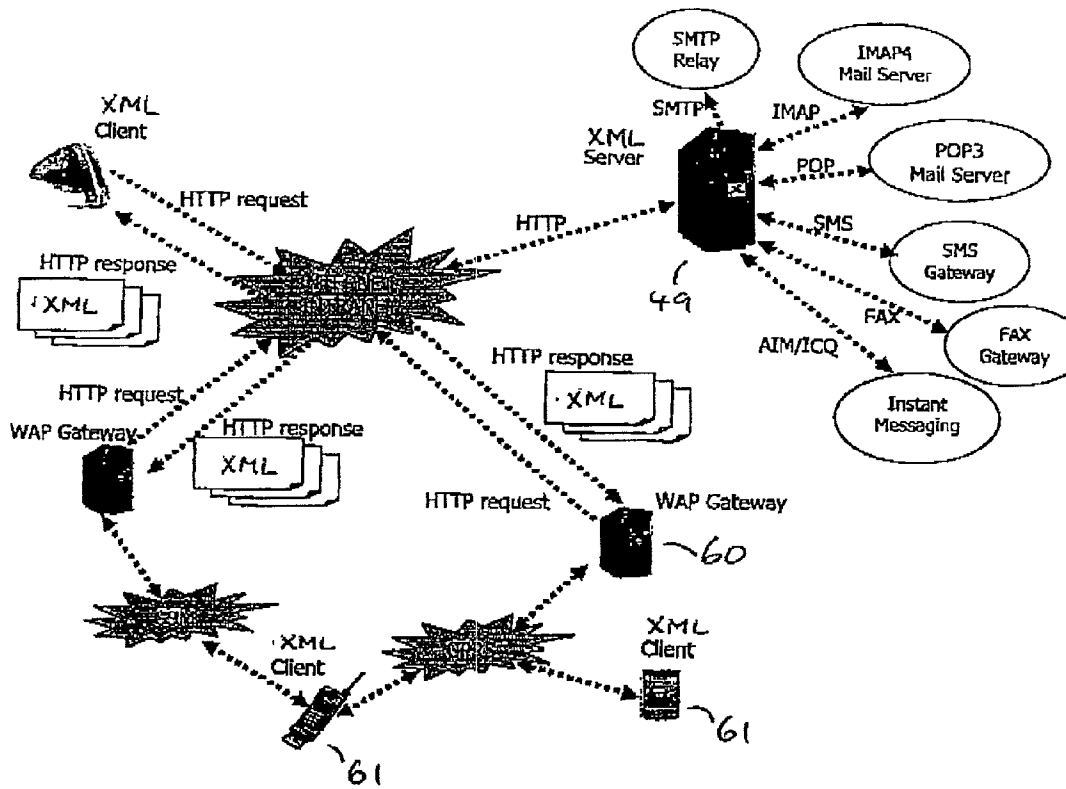 SMTP
Relay
IMAP4
Mail Server
XML
Client
SMTP
IMAP
XML
Server
POP
POP3
Mail Server
HTTP request
HTTP
SMS
SMS
Gateway
HTTP response
XML
49
FAX
FAX
Gateway
AIM/ICQ
HTTP response
XML
Instant
Messaging
HTTP request
WAP Gateway
HTTP response
XML
HTTP request
WAP Gateway
60
XML
Client
XML
Client
61
61